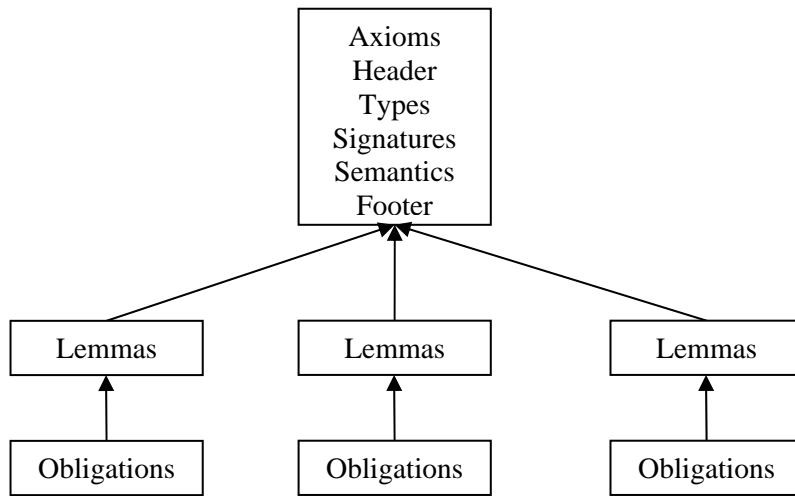 Axioms
Header
Types
Signatures
Semantics
Footer
Lemmas
Lemmas
Lemmas
Obligations
Obligations
Obligations